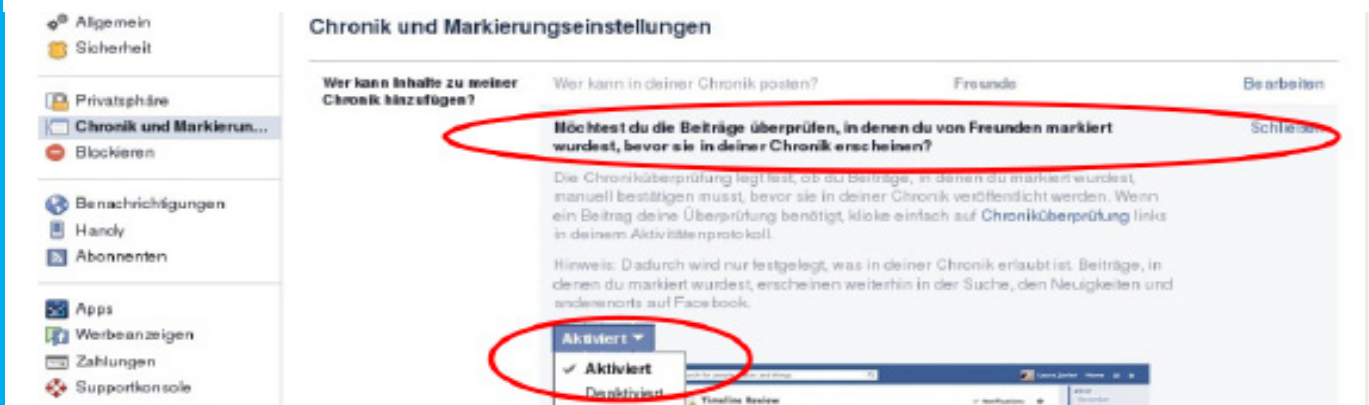 Allgemein
Sicherheit
Privatsphäre
Chronik und Markierun...
Blockieren
Benachrichtigungen
Handy
Abonnenten
Apps
Werbeanzeigen
Zahlungen
Supportkonsole
Chronik und Markierungseinstellungen
Wer kann Inhalte zu meiner
Chronik hinzufügen?
Wer kann in deiner Chronik posten?
Freunde
Bearbeiten
Möchtest du die Beiträge überprüfen, in denen du von Freunden markiert
wurdest, bevor sie in deiner Chronik erscheinen?
Schließen
Die Chroniküberprüfung legt fest, ob du Beiträge, in denen du markiert wurdest,
manuell bestätigen musst, bevor sie in deiner Chronik veröffentlicht werden. Wenn
ein Beitrag deine Überprüfung benötigt, klicke einfach auf Chroniküberprüfung links
in deinem Aktivitätenprotokoll.
Hinweis: Dadurch wird nur festgelegt, was in deiner Chronik erlaubt ist. Beiträge, in
denen du markiert wurdest, erscheinen weiterhin in der Suche, den Neuigkeiten und
anderenorts auf Facebook.
Aktiviert
Aktiviert
Deaktiviert
Timeline Review